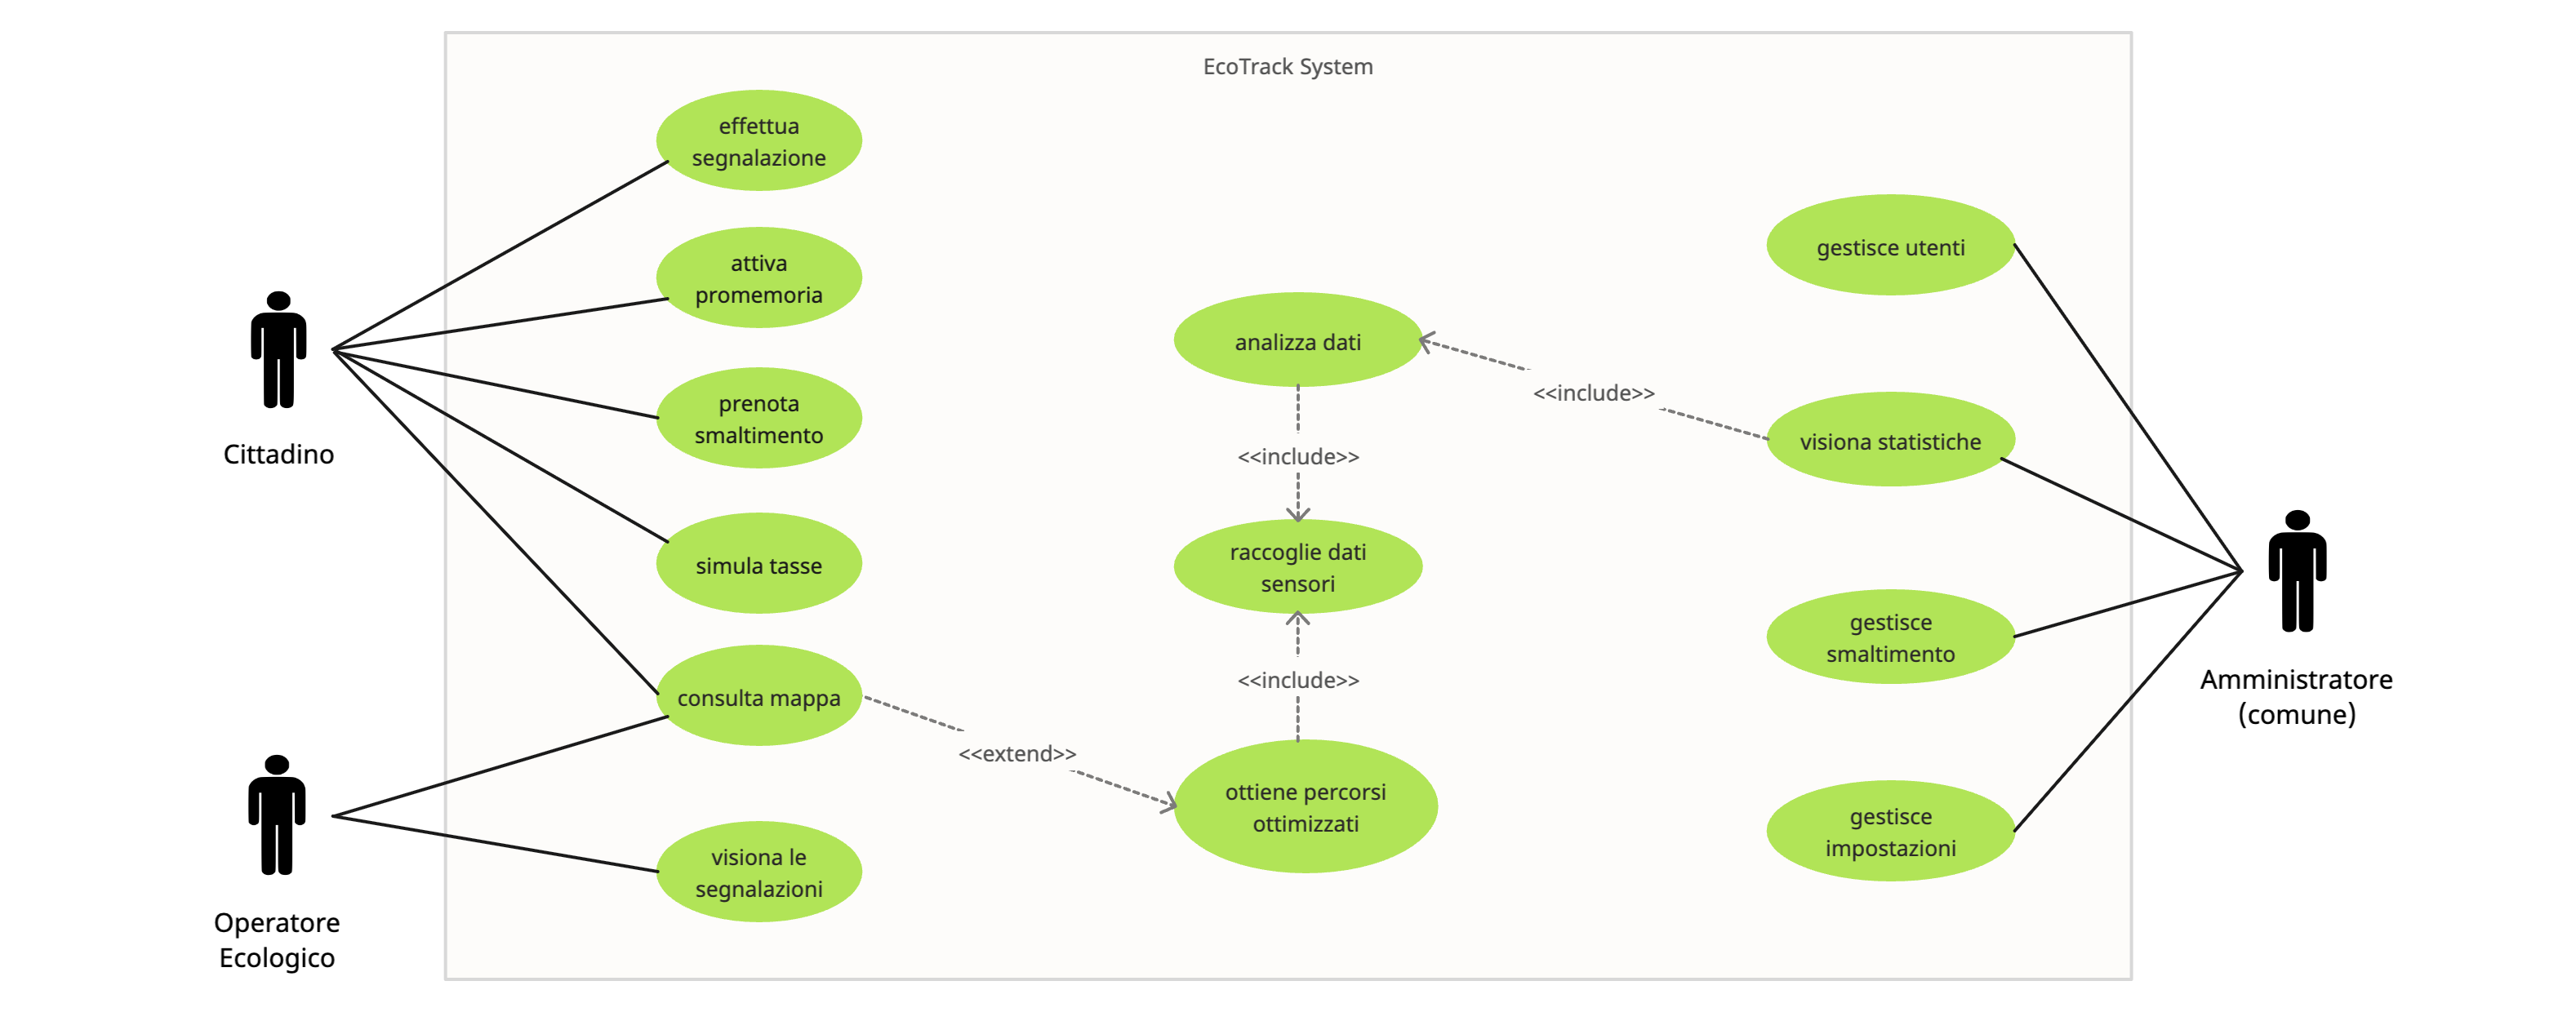 EcoTrack System
effettua
segnalazione
attiva
promemoria
prenota
smaltimento
simula tasse
consulta mappa
visiona le
segnalazioni
Cittadino
Operatore
Ecologico
analizza dati
<<include>>
raccoglie dati
sensori
<<include>>
<<extend>>
ottiene percorsi
ottimizzati
<<include>>
gestisce utenti
visiona statistiche
gestisce
smaltimento
gestisce
impostazioni
Amministratore
(comune)